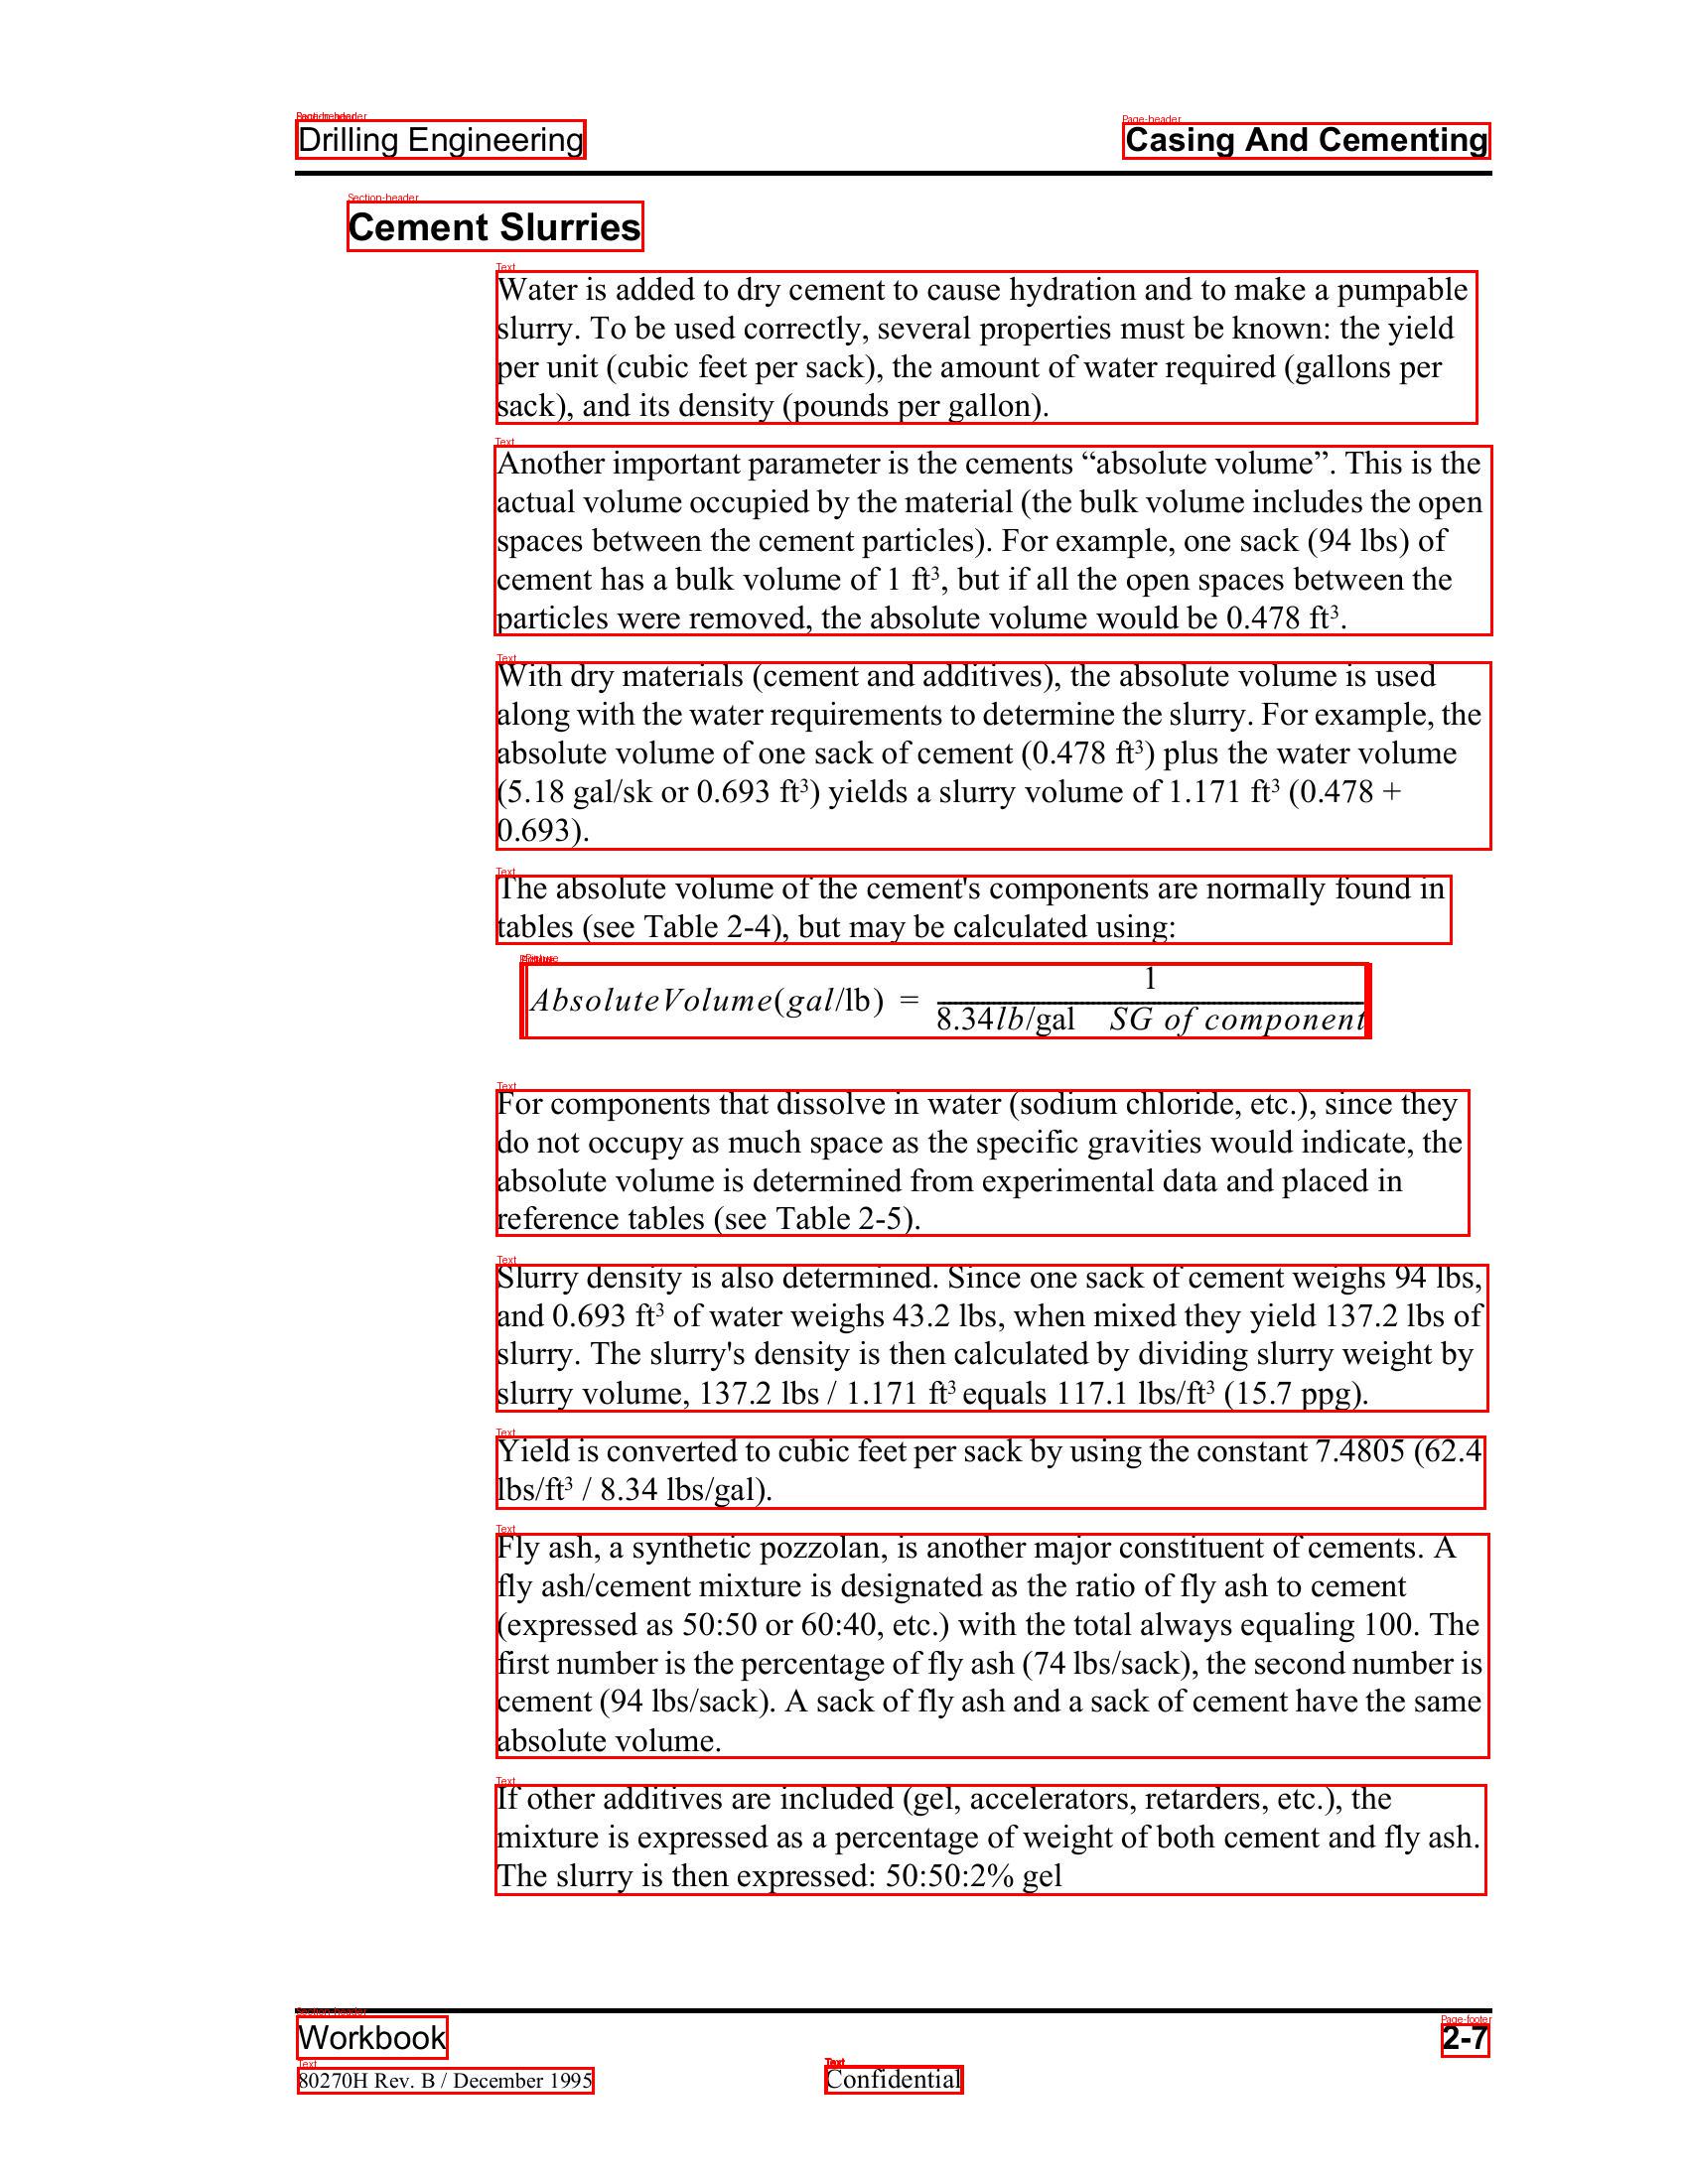 Drilling Engineering
Casing And Cementing
Cement Slurries
Water is added to dry cement to cause hydration and to make a pumpable
slurry. To be used correctly, several properties must be known: the yield
per unit (cubic feet per sack), the amount of water required (gallons per
sack), and its density (pounds per gallon).
Another important parameter is the cements “absolute volume”. This is the
actual volume occupied by the material (the bulk volume includes the open
spaces between the cement particles). For example, one sack (94 lbs) of
cement has a bulk volume of 1 ft³, but if all the open spaces between the
particles were removed, the absolute volume would be 0.478 ft³.
With dry materials (cement and additives), the absolute volume is used
along with the water requirements to determine the slurry. For example, the
absolute volume of one sack of cement (0.478 ft³) plus the water volume
(5.18 gal/sk or 0.693 ft³) yields a slurry volume of 1.171 ft³ (0.478 +
0.693).
The absolute volume of the cement's components are normally found in
tables (see Table 2-4), but may be calculated using:
1
AbsoluteVolume(gal/lb) =
8.34lb/gal SG of component
For components that dissolve in water (sodium chloride, etc.), since they
do not occupy as much space as the specific gravities would indicate, the
absolute volume is determined from experimental data and placed in
reference tables (see Table 2-5).
Slurry density is also determined. Since one sack of cement weighs 94 lbs,
and 0.693 ft³ of water weighs 43.2 lbs, when mixed they yield 137.2 lbs of
slurry. The slurry's density is then calculated by dividing slurry weight by
slurry volume, 137.2 lbs / 1.171 ft³ equals 117.1 lbs/ft³ (15.7 ppg).
Yield is converted to cubic feet per sack by using the constant 7.4805 (62.4
lbs/ft³ / 8.34 lbs/gal).
Fly ash, a synthetic pozzolan, is another major constituent of cements. A
fly ash/cement mixture is designated as the ratio of fly ash to cement
(expressed as 50:50 or 60:40, etc.) with the total always equaling 100. The
first number is the percentage of fly ash (74 lbs/sack), the second number is
cement (94 lbs/sack). A sack of fly ash and a sack of cement have the same
absolute volume.
If other additives are included (gel, accelerators, retarders, etc.), the
mixture is expressed as a percentage of weight of both cement and fly ash.
The slurry is then expressed: 50:50:2% gel
Workbook
2-7
80270H Rev. B / December 1995
Confidential